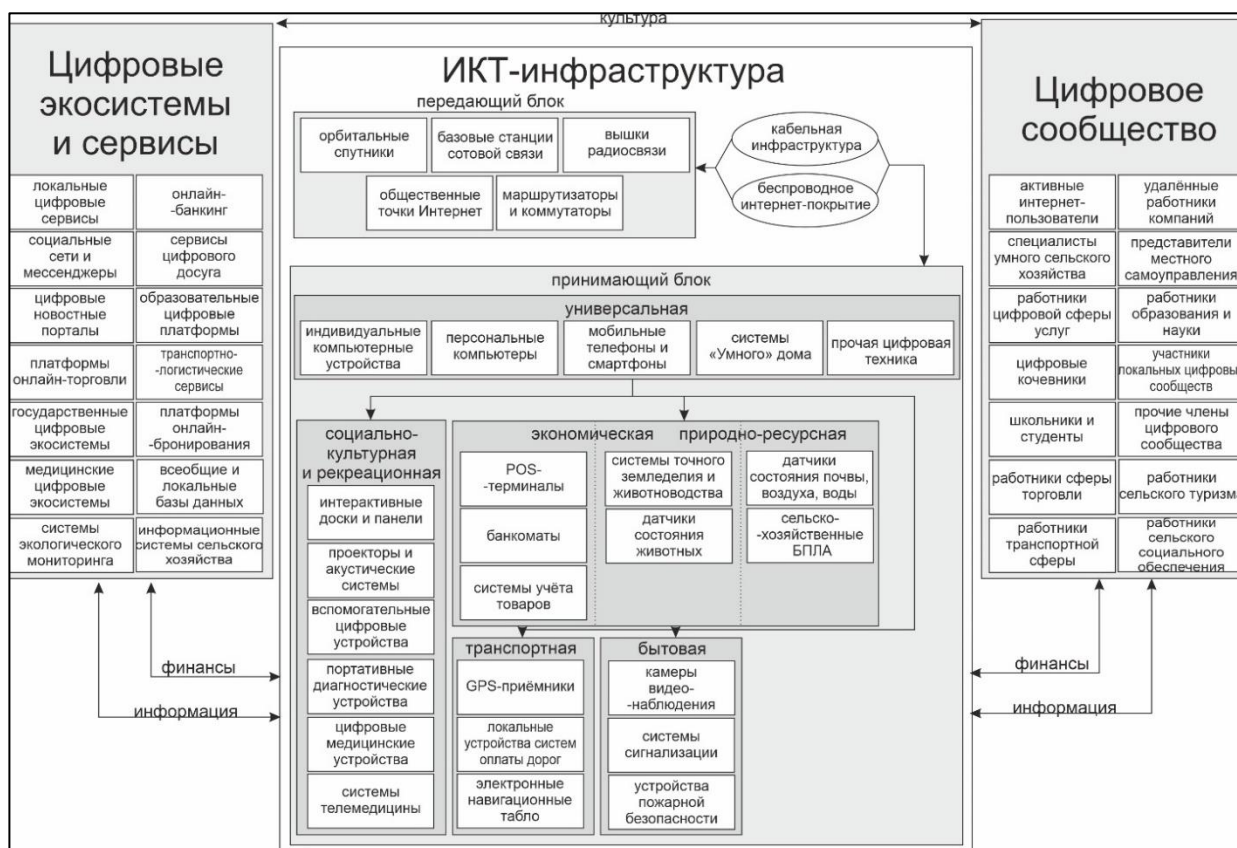 культура
Цифровые
экосистемы
и сервисы
локальные
цифровые
сервисы
онлайн-
-банкинг
социальные
сети и
мессенджеры
сервисы
цифрового
досуга
цифровые
новостные
порталы
образовательные
цифровые
платформы
платформы
онлайн-торговли
транспортно-
-логистические
сервисы
государственные
цифровые
экосистемы
платформы
онлайн-
-бронирования
медицинские
цифровые
экосистемы
всеобщие и
локальные
базы данных
системы
экологического
мониторинга
информационные
системы сельского
хозяйства
финансы
информация
ИКТ-инфраструктура
передающий блок
орбитальные
спутники
базовые станции
сотовой связи
вышки
радиосвязи
общественные
точки Интернет
маршрутизаторы
и коммутаторы
кабельная
инфраструктура
беспроводное
интернет-покрытие
принимающий блок
универсальная
индивидуальные
компьютерные
устройства
персональные
компьютеры
мобильные
телефоны и
смартфоны
системы
«Умного» дома
прочая цифровая
техника
социально-
культурная
и рекреационная
интерактивные
доски и панели
проекторы и
акустические
системы
вспомогательные
цифровые
устройства
портативные
диагностические
устройства
цифровые
медицинские
устройства
системы
телемедицины
экономическая
природно-ресурсная
POS-
-терминалы
банкоматы
системы учёта
товаров
системы точного
земледелия и
животноводства
датчики
состояния
животных
датчики
состояния почвы,
воздуха, воды
сельско-
-хозяйственные
БПЛА
транспортная
GPS-приёмники
локальные
устройства систем
оплаты дорог
электронные
навигационные
табло
бытовая
камеры
видео-
-наблюдения
системы
сигнализации
устройства
пожарной
безопасности
Цифровое
сообщество
активные
интернет-
пользователи
удалённые
работники
компаний
специалисты
умного сельского
хозяйства
представители
местного
самоуправления
работники
цифровой сферы
услуг
работники
образования и
науки
цифровые
кочевники
участники
локальных цифровых
сообществ
школьники и
студенты
прочие члены
цифрового
сообщества
работники сферы
торговли
работники
сельского туризма
работники
транспортной
сферы
работники
сельского
социального
обеспечения
финансы
информация